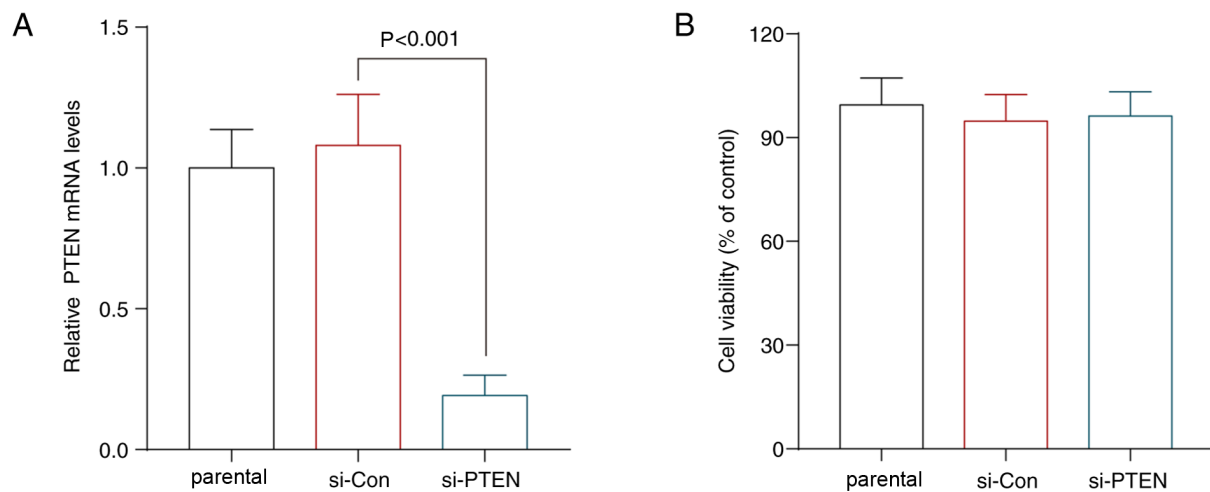 A
Relative PTEN mRNA levels
1.5
1.0
0.5
0.0
P<0.001
parental
si-Con
si-PTEN
B
Cell viability (% of control)
120
90
60
30
0
parental
si-Con
si-PTEN